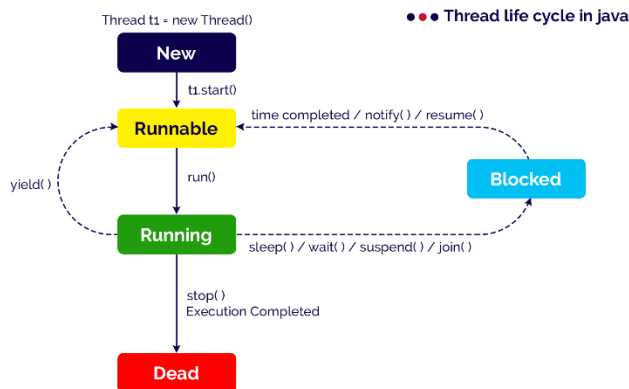 Thread life cycle in java
Thread t1 = new Thread()
New
t1.start()
Runnable
time completed / notify( ) / resume( )
Blocked
yield( )
run()
Running
sleep( ) / wait( ) / suspend( ) / join( )
stop( )
Execution Completed
Dead